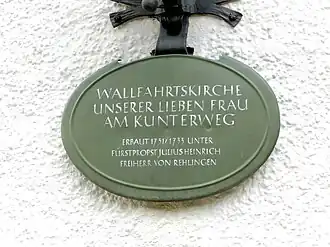 WALLFAHRTSKIRCHE
UNSERER LIEBEN FRAU
AM KUNTERWEG
ERBAUT 1731/1733 UNTER
FÜRSTPROPST JULIUS HEINRICH
FREIHERR VON REHLINGEN